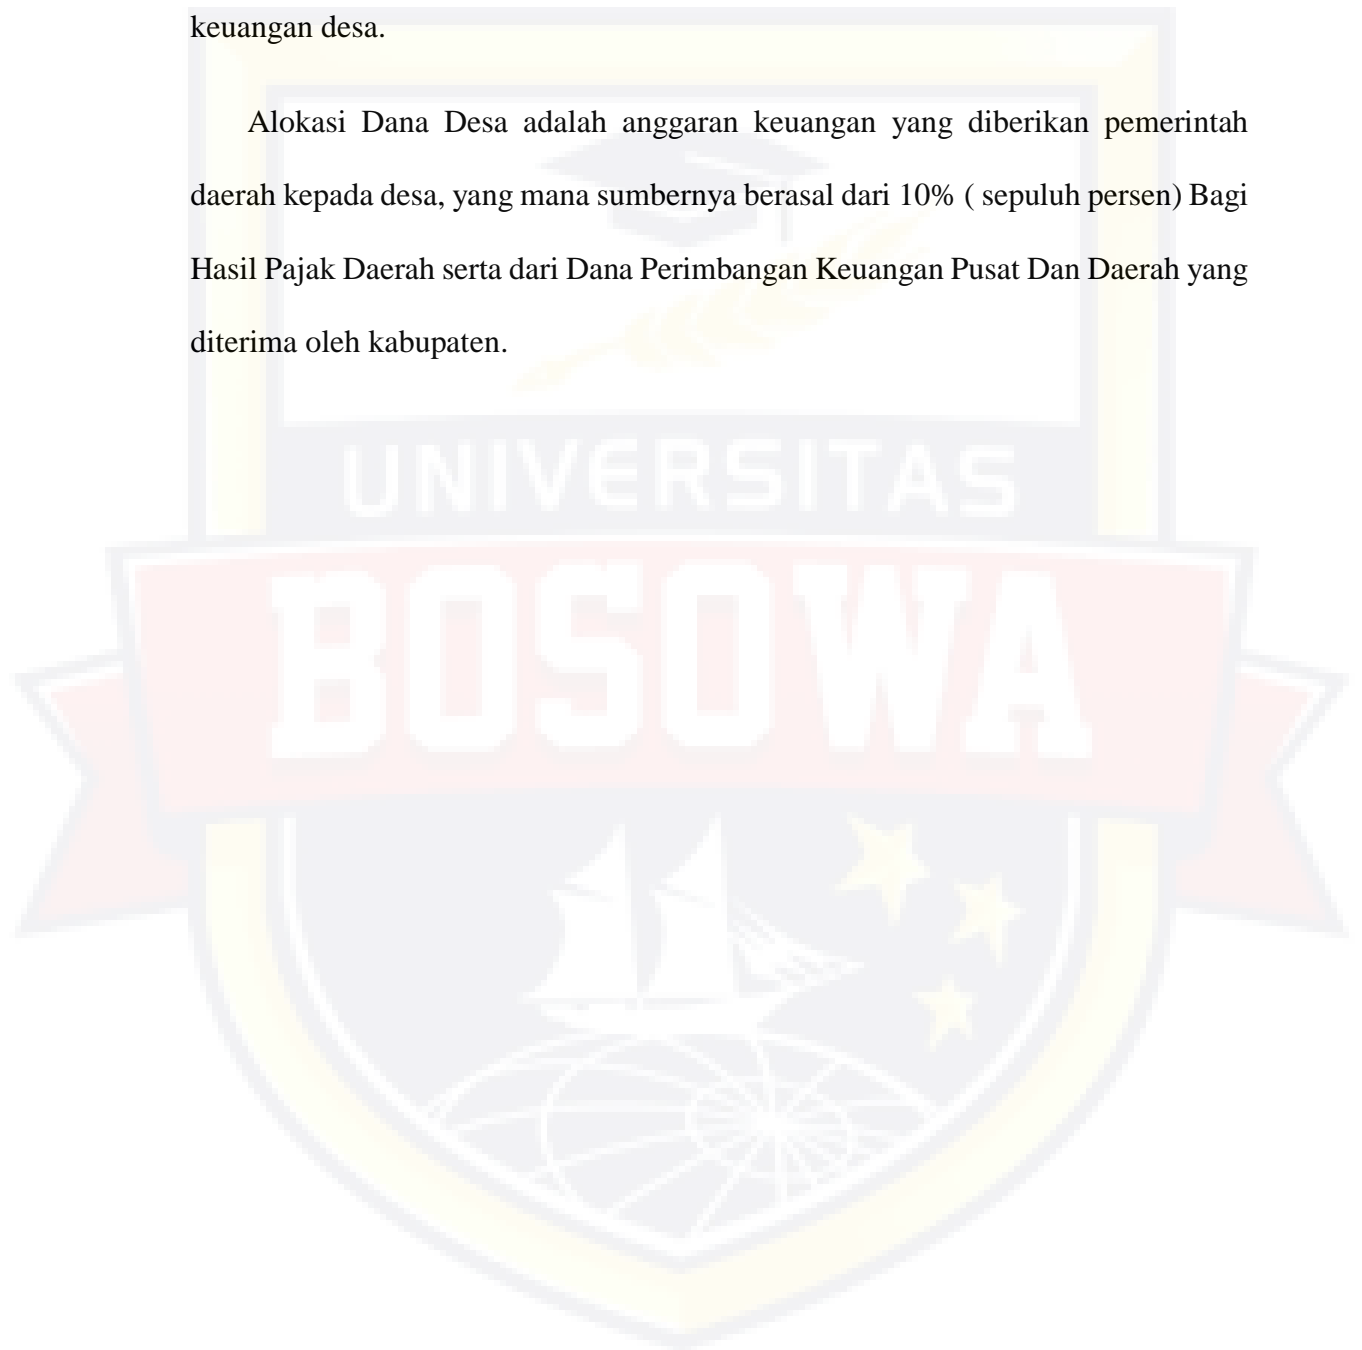 keuangan desa.
Alokasi Dana Desa adalah anggaran keuangan yang diberikan pemerintah
daerah kepada desa, yang mana sumbernya berasal dari 10% ( sepuluh persen) Bagi
Hasil Pajak Daerah serta dari Dana Perimbangan Keuangan Pusat Dan Daerah yang
diterima oleh kabupaten.
UNIVERSITAS
BOSOWA